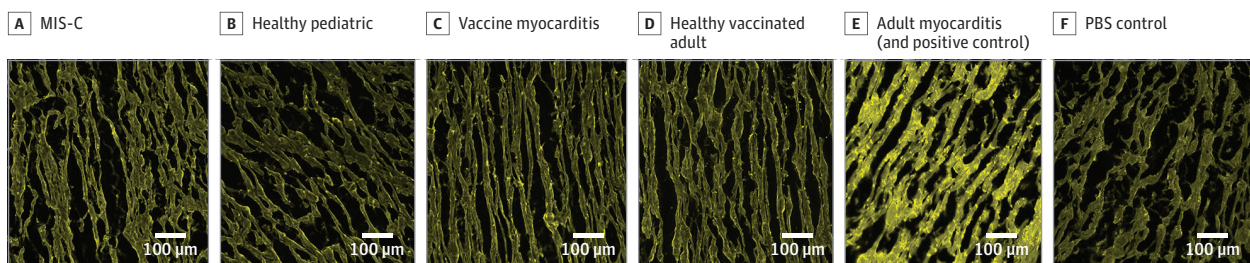 A MIS-C
B Healthy pediatric
C Vaccine myocarditis
D Healthy vaccinated
adult
E Adult myocarditis
(and positive control)
F PBS control
100 µm
100 µm
100 µm
100 µm
100 µm
100 µm